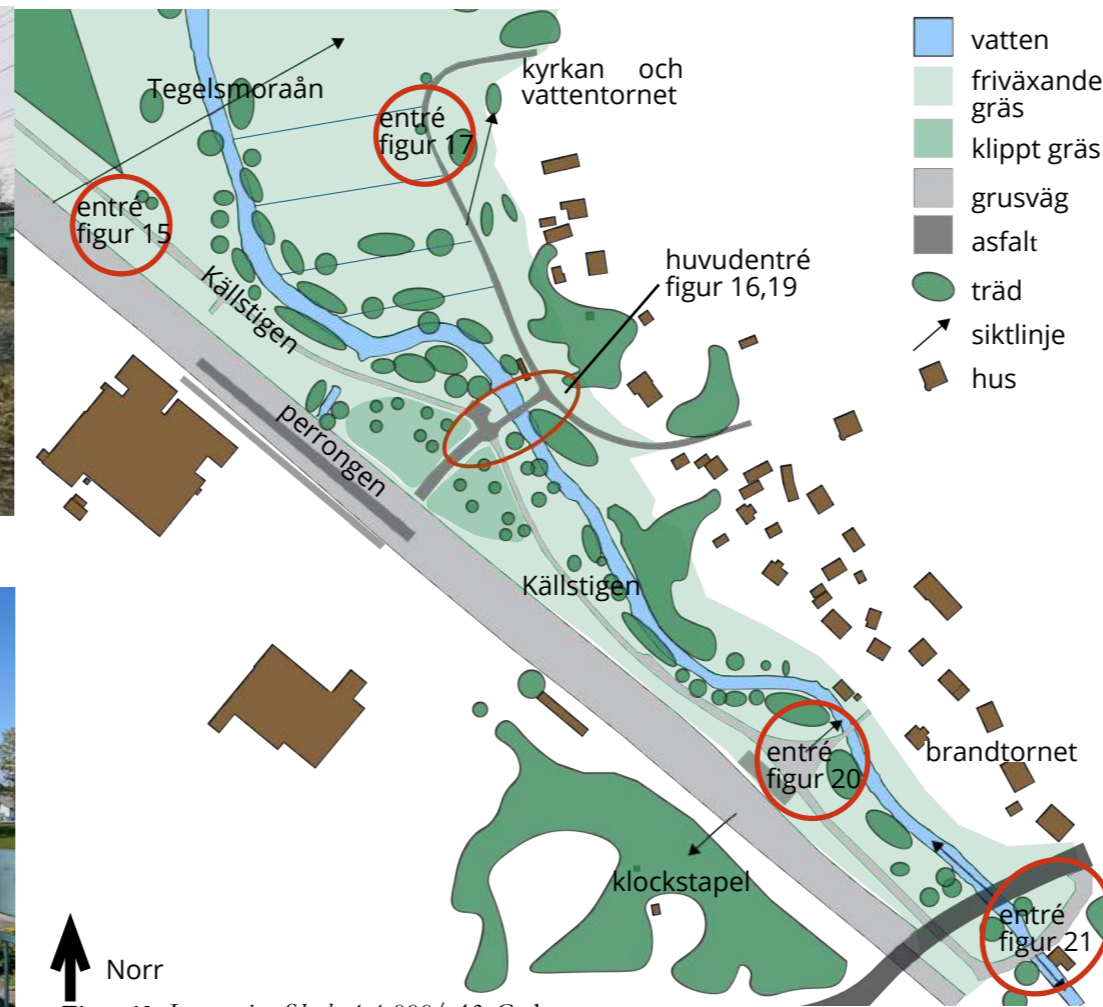 Tegelsmoraån
kyrkan och
vattentornet
entré
figur 17
entré
figur 15
Källstigen
huvudentré
figur 16,19
perrongen
Källstigen
entré
figur 20
brandtornet
klockstapel
entré
figur 21
Norr
vatten
friväxande
gräs
klippt gräs
grusväg
asfalt
träd
siktlinje
hus